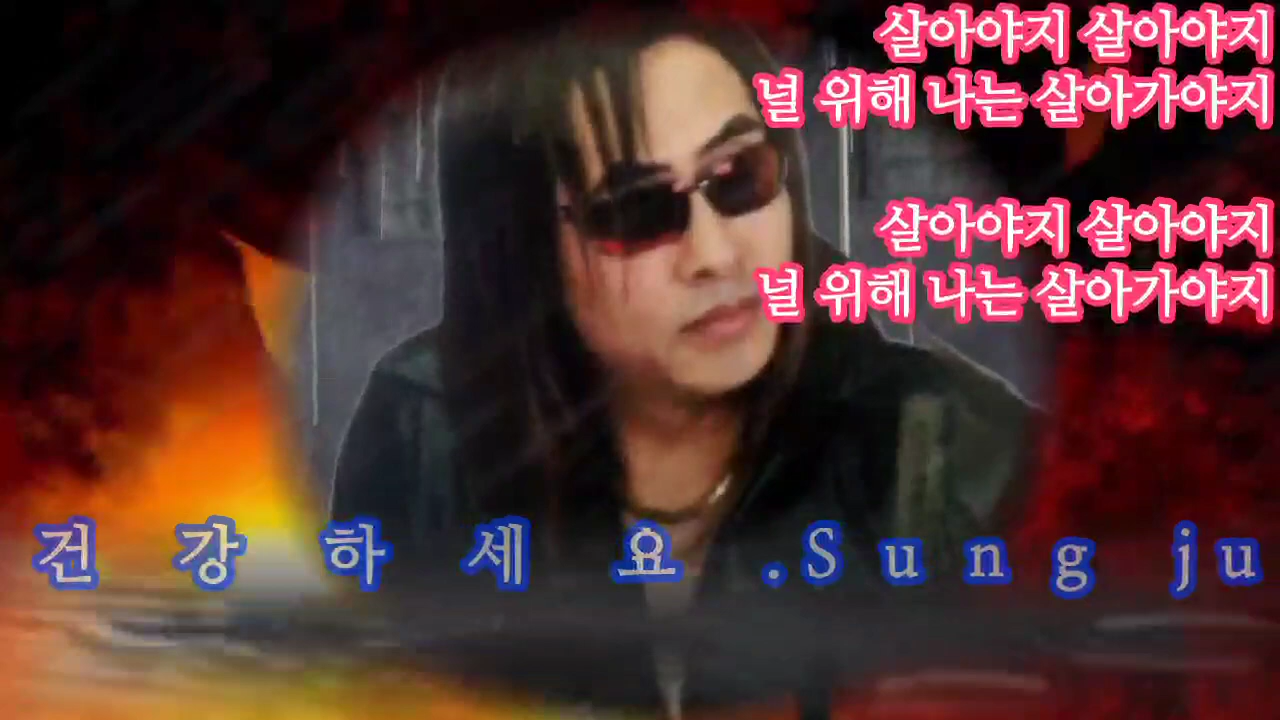 살아야지 살아야지
널 위해 나는 살아가야지
살아야지 살아야지
널 위해 나는 살아가야지
건 강 하 세 요 .S u n g ju